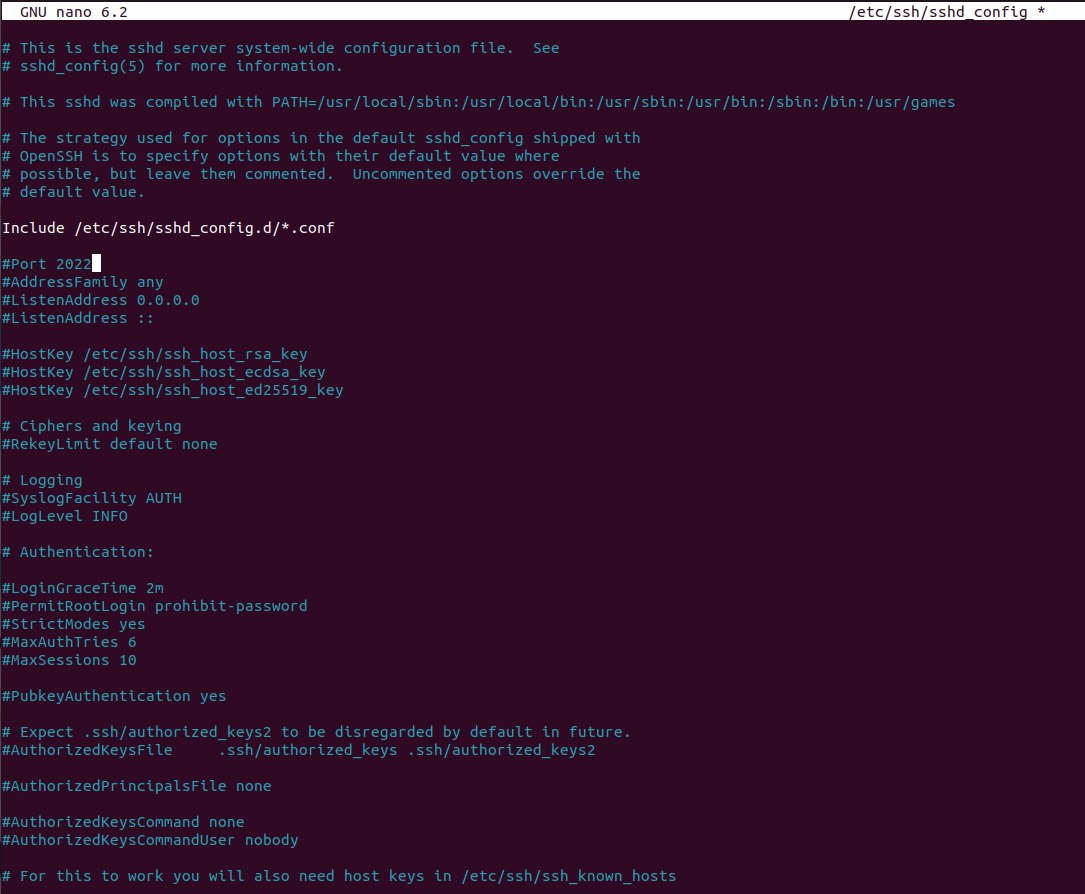 GNU nano 6.2 /etc/ssh/sshd_config *
# This is the sshd server system-wide configuration file.  See
# sshd_config(5) for more information.
# This sshd was compiled with PATH=/usr/local/sbin:/usr/local/bin:/usr/sbin:/usr/bin:/sbin:/bin:/usr/games
# The strategy used for options in the default sshd_config shipped with
# OpenSSH is to specify options with their default value where
# possible, but leave them commented.  Uncommented options override the
# default value.
Include /etc/ssh/sshd_config.d/*.conf
#Port 2022
#AddressFamily any
#ListenAddress 0.0.0.0
#ListenAddress ::
#HostKey /etc/ssh/ssh_host_rsa_key
#HostKey /etc/ssh/ssh_host_ecdsa_key
#HostKey /etc/ssh/ssh_host_ed25519_key
# Ciphers and keying
#RekeyLimit default none
# Logging
#SyslogFacility AUTH
#LogLevel INFO
# Authentication:
#LoginGraceTime 2m
#PermitRootLogin prohibit-password
#StrictModes yes
#MaxAuthTries 6
#MaxSessions 10
#PubkeyAuthentication yes
# Expect .ssh/authorized_keys2 to be disregarded by default in future.
#AuthorizedKeysFile     .ssh/authorized_keys .ssh/authorized_keys2
#AuthorizedPrincipalsFile none
#AuthorizedKeysCommand none
#AuthorizedKeysCommandUser nobody
# For this to work you will also need host keys in /etc/ssh/ssh_known_hosts